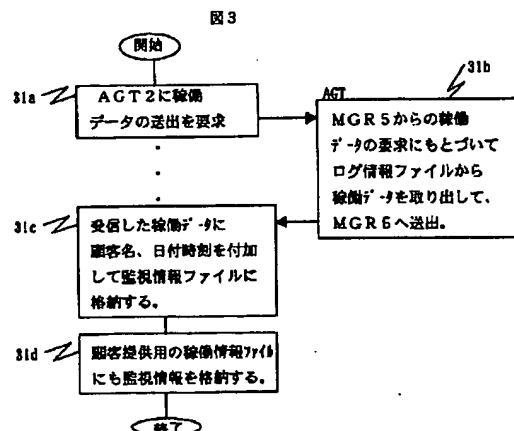 図3
開始
31a
AGT2に稼働
データの送出を要求
31b
AGT
MGR5からの稼働
データの要求にもとづいて
ログ情報ファイルから
稼働データを取り出して、
MGR6へ送出。
31c
受信した稼働データに
顧客名、日付時刻を付加
して監視情報ファイルに
格納する。
31d
顧客提供用の稼働情報ファイル
にも監視情報を格納する。
終了